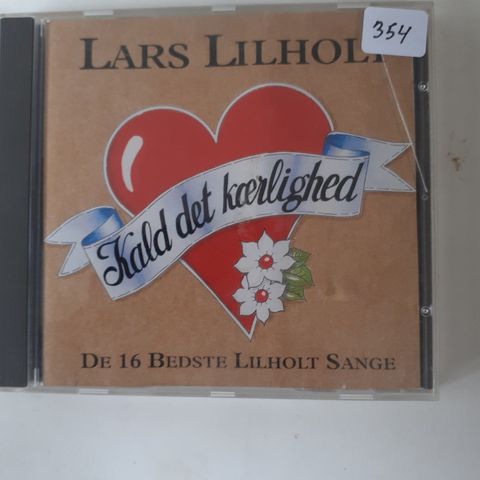 LARS LILHOLT
354
Kald det kærlighed
DE 16 BEDSTE LILHOLT SANGE